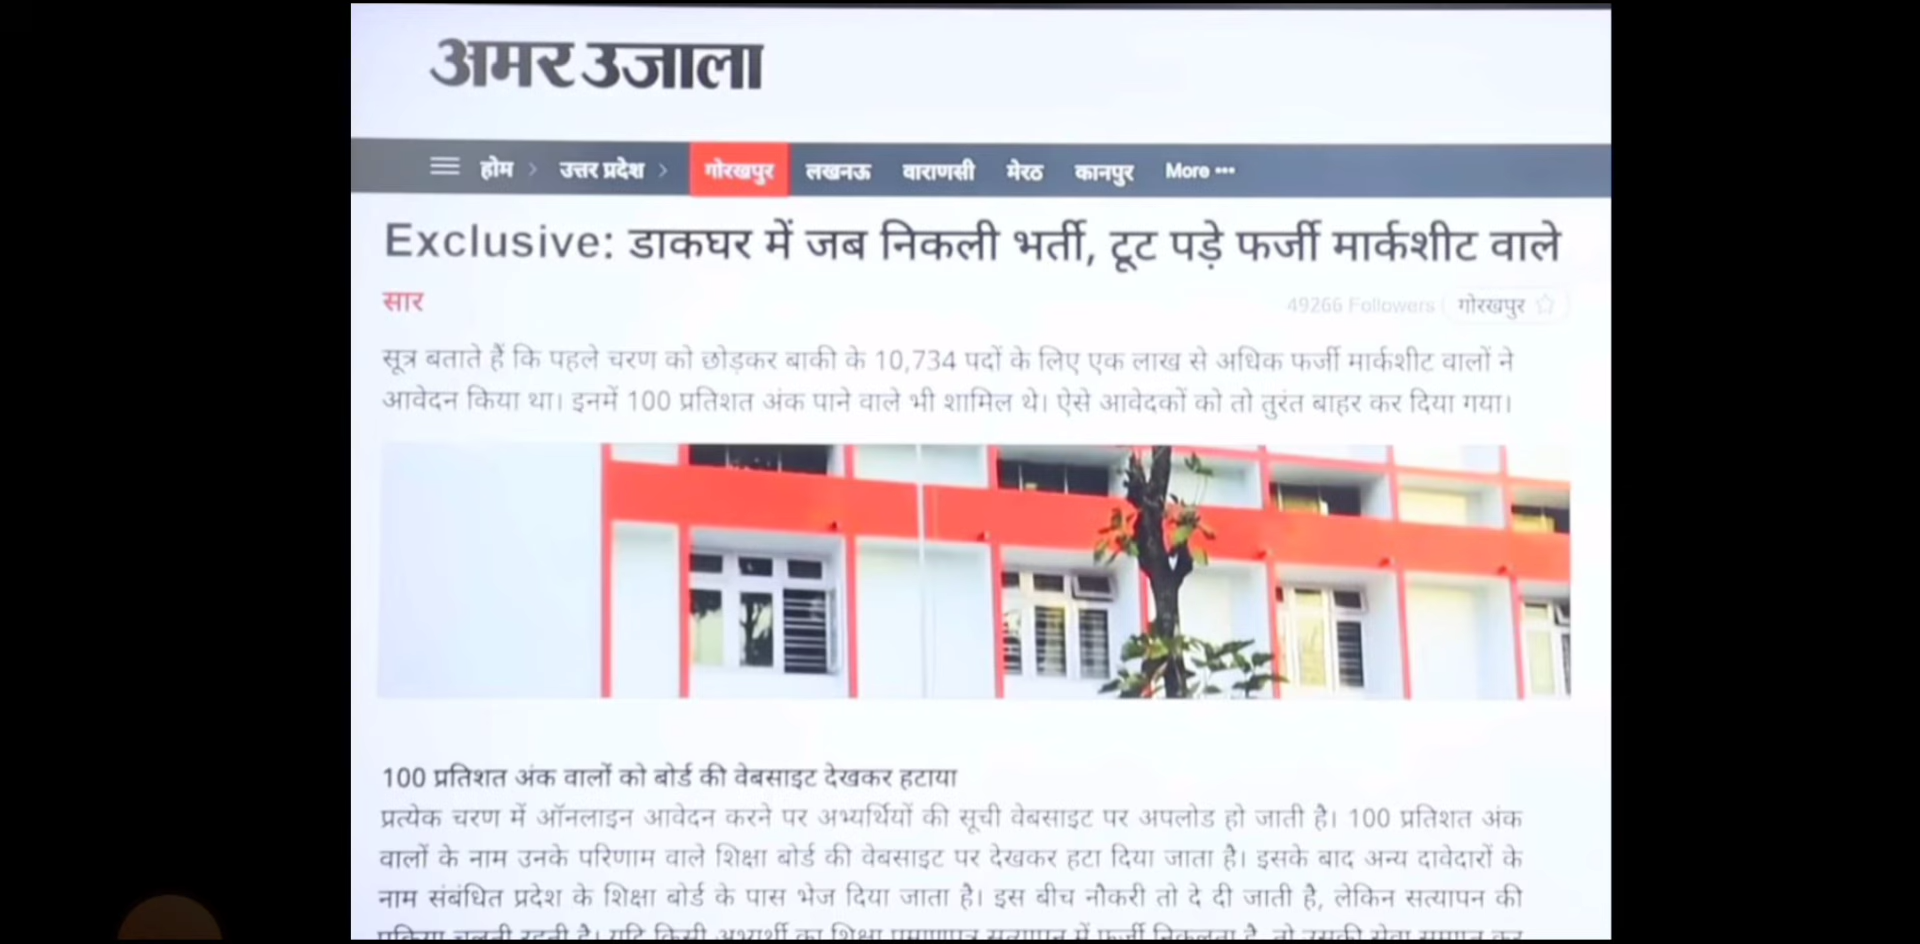 अमर उजाला
होम > उत्तर प्रदेश > गोरखपुर लखनऊ वाराणसी मेरठ कानपुर More •••
Exclusive: डाकघर में जब निकली भर्ती, टूट पड़े फर्जी मार्कशीट वाले
सार 49266 Followers गोरखपुर
सूत्र बताते हैं कि पहले चरण को छोड़कर बाकी के 10,734 पदों के लिए एक लाख से अधिक फर्जी मार्कशीट वालों ने
आवेदन किया था। इनमें 100 प्रतिशत अंक पाने वाले भी शामिल थे। ऐसे आवेदकों को तो तुरंत बाहर कर दिया गया।
100 प्रतिशत अंक वालों को बोर्ड की वेबसाइट देखकर हटाया
प्रत्येक चरण में ऑनलाइन आवेदन करने पर अभ्यर्थियों की सूची वेबसाइट पर अपलोड हो जाती है। 100 प्रतिशत अंक
वालों के नाम उनके परिणाम वाले शिक्षा बोर्ड की वेबसाइट पर देखकर हटा दिया जाता है। इसके बाद अन्य दावेदारों के
नाम संबंधित प्रदेश के शिक्षा बोर्ड के पास भेज दिया जाता है। इस बीच नौकरी तो दे दी जाती है, लेकिन सत्यापन की